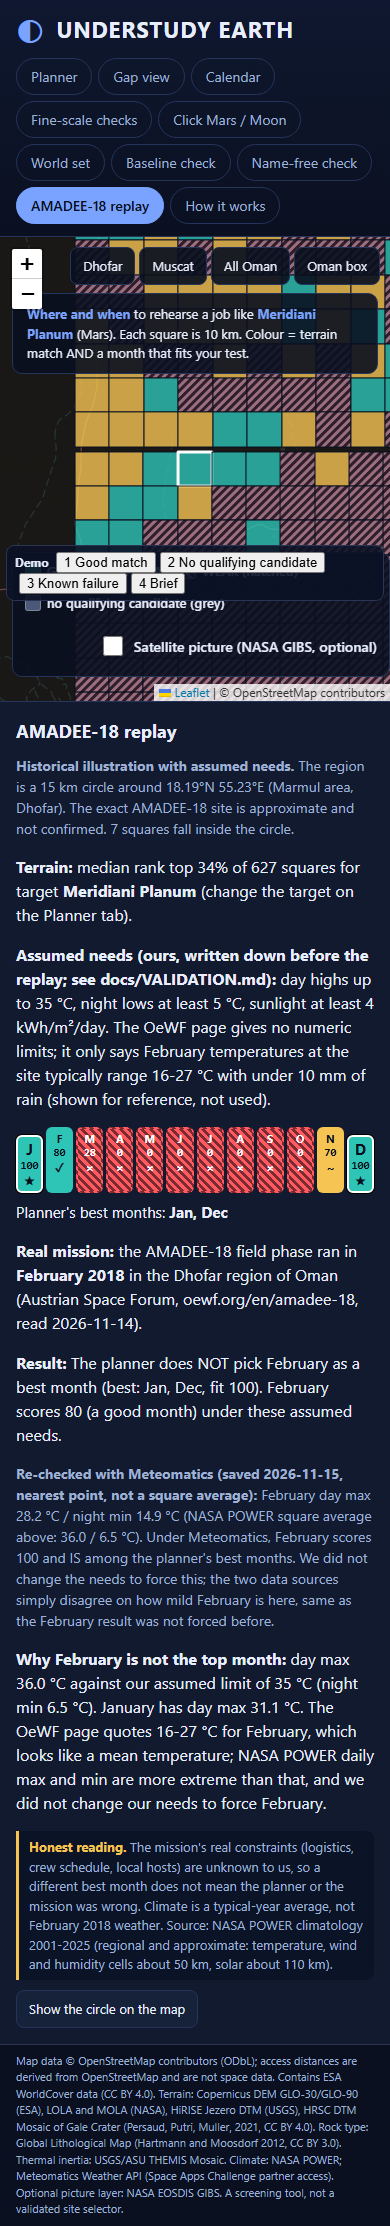 UNDERSTUDY EARTH
Planner
Gap view
Calendar
Fine-scale checks
Click Mars / Moon
World set
Baseline check
Name-free check
AMADEE-18 replay
How it works
+
−
Dhofar
Muscat
All Oman
Oman box
Where and when to rehearse a job like Meridiani
Planum (Mars). Each square is 10 km. Colour = terrain
match AND a month that fits your test.
Demo
1 Good match
2 No qualifying candidate
3 Known failure
4 Brief
no qualifying candidate (grey)
Satellite picture (NASA GIBS, optional)
Leaflet | © OpenStreetMap contributors
AMADEE-18 replay
Historical illustration with assumed needs. The region
is a 15 km circle around 18.19°N 55.23°E (Marmul area,
Dhofar). The exact AMADEE-18 site is approximate and
not confirmed. 7 squares fall inside the circle.
Terrain: median rank top 34% of 627 squares for
target Meridiani Planum (change the target on
the Planner tab).
Assumed needs (ours, written down before the
replay; see docs/VALIDATION.md): day highs up
to 35 °C, night lows at least 5 °C, sunlight at least 4
kWh/m²/day. The OeWF page gives no numeric
limits; it only says February temperatures at the
site typically range 16-27 °C with under 10 mm of
rain (shown for reference, not used).
J F M A M J J A S O N D
100 80 28 0 0 0 0 0 0 0 70 100
★ ✓ × × × × × × × × ~ ★
Planner's best months: Jan, Dec
Real mission: the AMADEE-18 field phase ran in
February 2018 in the Dhofar region of Oman
(Austrian Space Forum, oewf.org/en/amadee-18,
read 2026-11-14).
Result: The planner does NOT pick February as a
best month (best: Jan, Dec, fit 100). February
scores 80 (a good month) under these assumed
needs.
Re-checked with Meteomatics (saved 2026-11-15,
nearest point, not a square average): February day max
28.2 °C / night min 14.9 °C (NASA POWER square average
above: 36.0 / 6.5 °C). Under Meteomatics, February scores
100 and IS among the planner's best months. We did not
change the needs to force this; the two data sources
simply disagree on how mild February is here, same as
the February result was not forced before.
Why February is not the top month: day max
36.0 °C against our assumed limit of 35 °C (night
min 6.5 °C). January has day max 31.1 °C. The
OeWF page quotes 16-27 °C for February, which
looks like a mean temperature; NASA POWER daily
max and min are more extreme than that, and we
did not change our needs to force February.
Honest reading. The mission's real constraints (logistics,
crew schedule, local hosts) are unknown to us, so a
different best month does not mean the planner or the
mission was wrong. Climate is a typical-year average, not
February 2018 weather. Source: NASA POWER climatology
2001-2025 (regional and approximate: temperature, wind
and humidity cells about 50 km, solar about 110 km).
Show the circle on the map
Map data © OpenStreetMap contributors (ODbL); access distances are
derived from OpenStreetMap and are not space data. Contains ESA
WorldCover data (CC BY 4.0). Terrain: Copernicus DEM GLO-30/GLO-90
(ESA), LOLA and MOLA (NASA), HiRISE Jezero DTM (USGS), HRSC DTM
Mosaic of Gale Crater (Persaud, Putri, Muller, 2021, CC BY 4.0). Rock type:
Global Lithological Map (Hartmann and Moosdorf 2012, CC BY 3.0).
Thermal inertia: USGS/ASU THEMIS Mosaic. Climate: NASA POWER;
Meteomatics Weather API (Space Apps Challenge partner access).
Optional picture layer: NASA EOSDIS GIBS. A screening tool, not a
validated site selector.